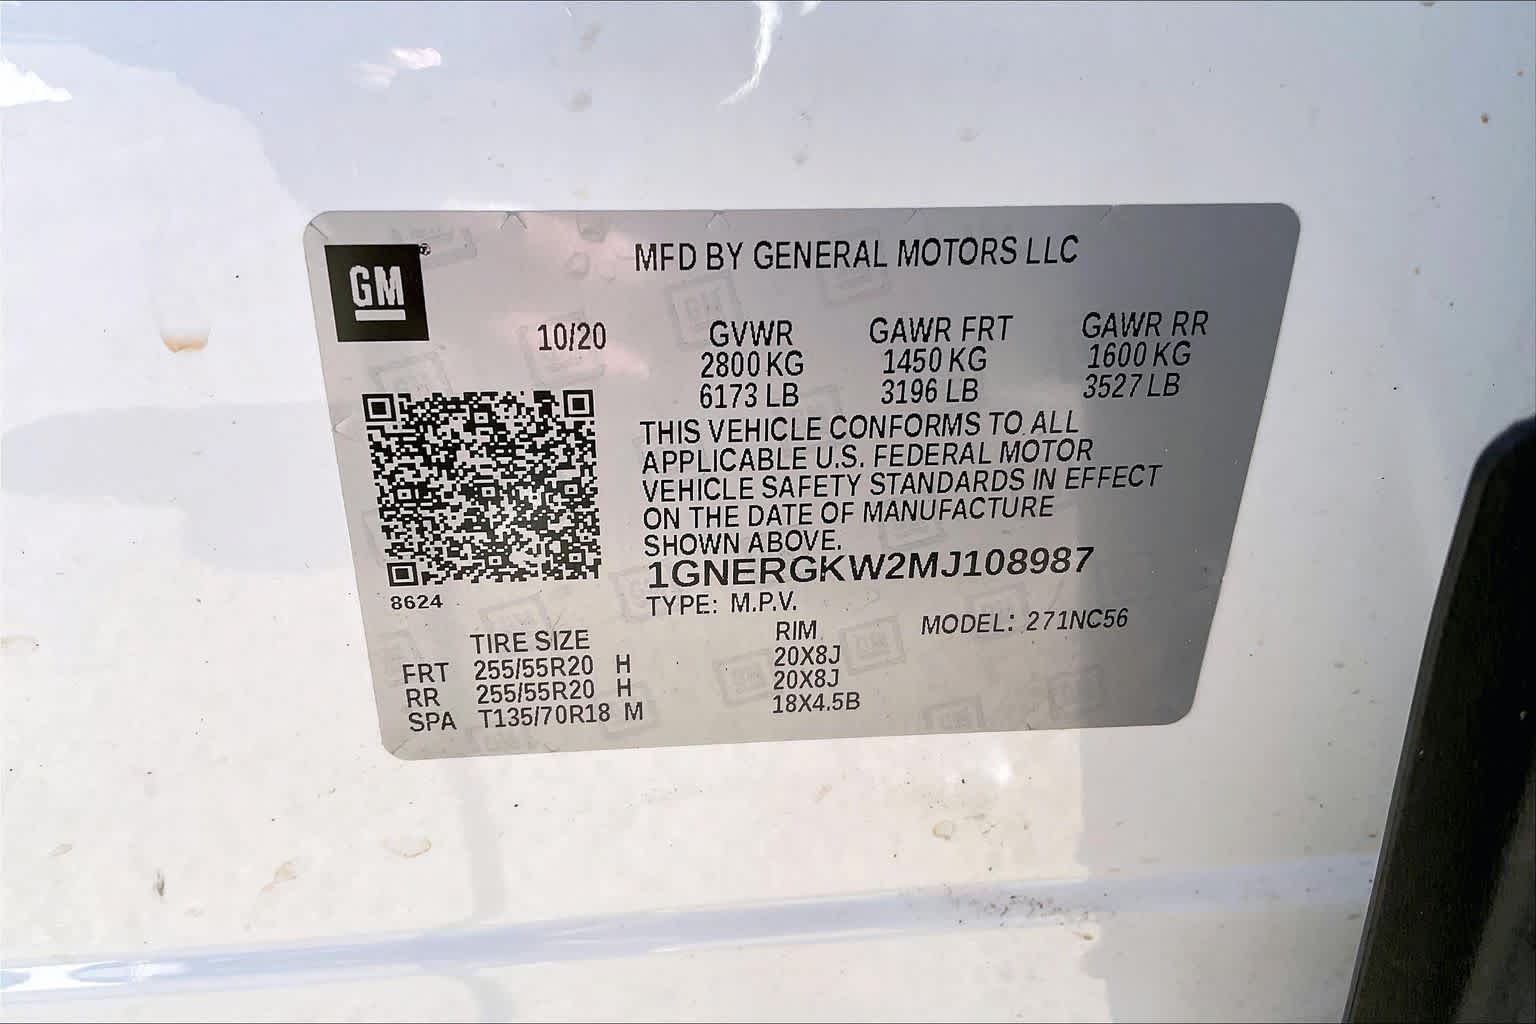 GM
MFD BY GENERAL MOTORS LLC
10/20
GVWR GAWR FRT GAWR RR
2800 KG 1450 KG 1600 KG
6173 LB 3196 LB 3527 LB
THIS VEHICLE CONFORMS TO ALL
APPLICABLE U.S. FEDERAL MOTOR
VEHICLE SAFETY STANDARDS IN EFFECT
ON THE DATE OF MANUFACTURE
SHOWN ABOVE.
1GNERGKW2MJ108987
8624
TYPE: M.P.V.
MODEL: 271NC56
TIRE SIZE RIM
FRT 255/55R20 H 20X8J
RR 255/55R20 H 20X8J
SPA T135/70R18 M 18X4.5B